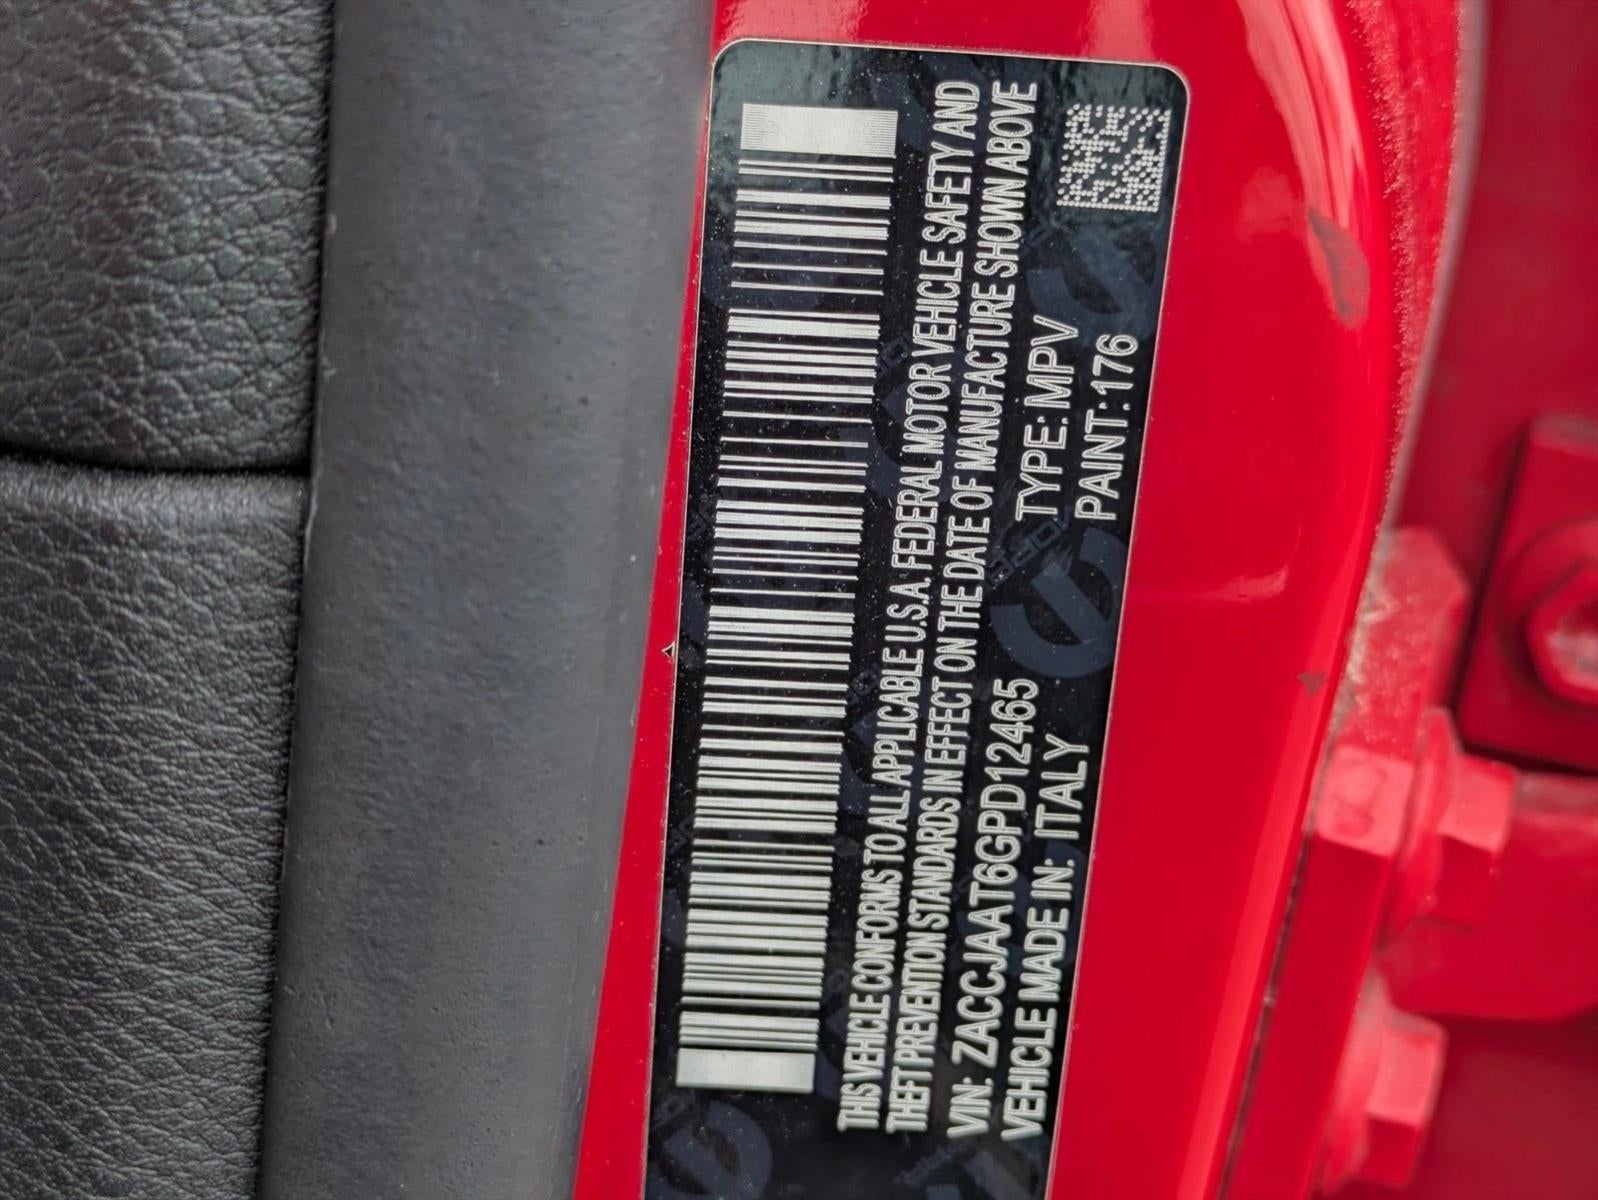 THIS VEHICLE CONFORMS TO ALL APPLICABLE U.S.A. FEDERAL MOTOR VEHICLE SAFETY AND
THEFT PREVENTION STANDARDS IN EFFECT ON THE DATE OF MANUFACTURE SHOWN ABOVE
VIN: ZACCJAAT6GPD12465 TYPE: MPV
VEHICLE MADE IN: ITALY PAINT: 176